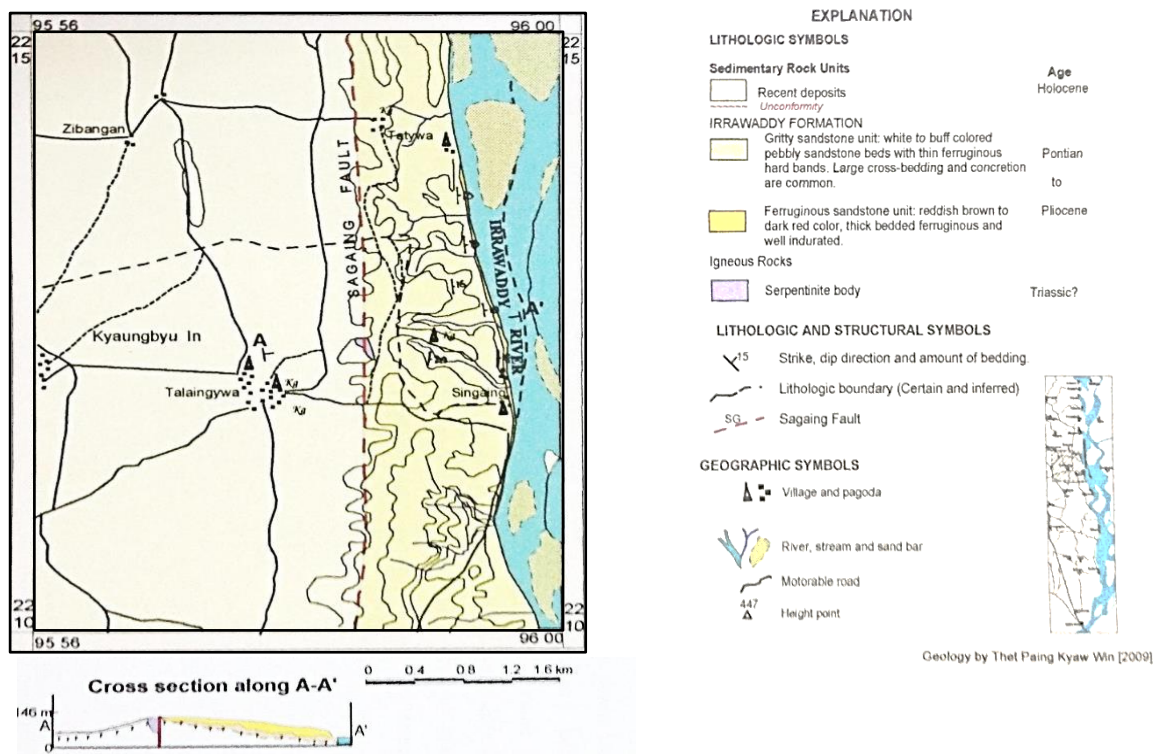 95 56
96 00
22
15
22
15
Zibangan
Tatywa
SAGAING FAULT
IRRAWADDY RIVER
A'
Kyaungbyu In
A
Talaingywa
Kg
Kg
Kg
Singaing
15
22
10
22
10
95 56
96 00
0 0 4 0 8 1 2 1 6 km
Cross section along A-A'
146 m
A
A'
0
EXPLANATION
LITHOLOGIC SYMBOLS
Sedimentary Rock Units
Age
Recent deposits
Holocene
Unconformity
IRRAWADDY FORMATION
Gritty sandstone unit: white to buff colored
pebbly sandstone beds with thin ferruginous
hard bands. Large cross-bedding and concretion
are common.
Pontian
to
Pliocene
Ferruginous sandstone unit: reddish brown to
dark red color, thick bedded ferruginous and
well indurated.
Igneous Rocks
Serpentinite body
Triassic?
LITHOLOGIC AND STRUCTURAL SYMBOLS
15
Strike, dip direction and amount of bedding.
Lithologic boundary (Certain and inferred)
SG
Sagaing Fault
GEOGRAPHIC SYMBOLS
Village and pagoda
River, stream and sand bar
Motorable road
447
Height point
Geology by Thet Paing Kyaw Win [2009]